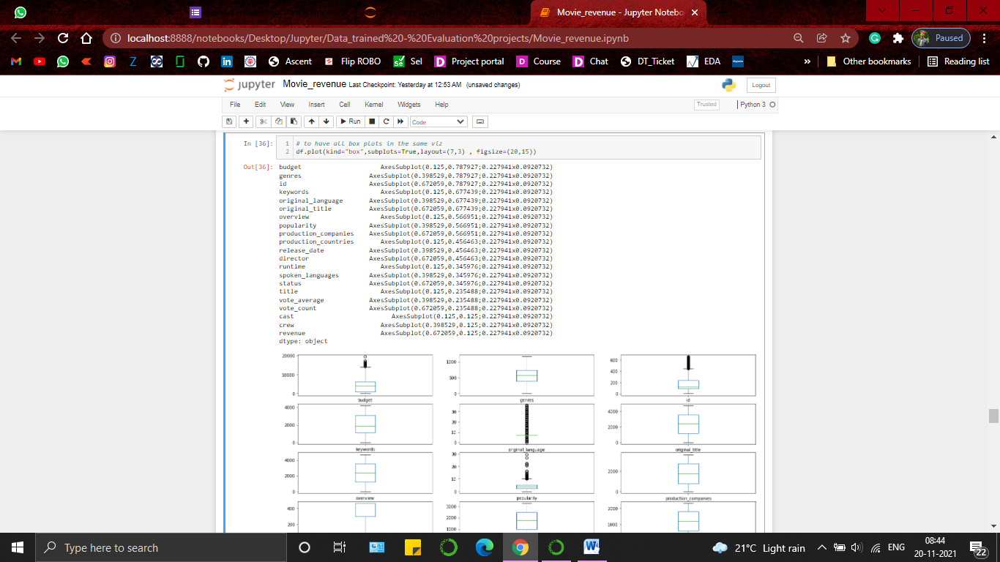 Movie_revenue - Jupyter Notebo
localhost:8888/notebooks/Desktop/Jupyter/Data_trained%20-%20Evaluation%20projects/Movie_revenue.ipynb
Paused
Ascent Flip ROBO Sel Project portal Course Chat DT_Ticket EDA » Other bookmarks Reading list
jupyter Movie_revenue Last Checkpoint: Yesterday at 12:53 AM (unsaved changes) Logout
File Edit View Insert Cell Kernel Widgets Help Trusted Python 3
Run Code
In [36]: 1 # to have all box plots in the same viz
2 df.plot(kind="box",subplots=True,layout=(7,3) , figsize=(20,15))
Out[36]: budget AxesSubplot(0.125,0.787927;0.227941x0.0920732)
genres AxesSubplot(0.398529,0.787927;0.227941x0.0920732)
id AxesSubplot(0.672059,0.787927;0.227941x0.0920732)
keywords AxesSubplot(0.125,0.677439;0.227941x0.0920732)
original_language AxesSubplot(0.398529,0.677439;0.227941x0.0920732)
original_title AxesSubplot(0.672059,0.677439;0.227941x0.0920732)
overview AxesSubplot(0.125,0.566951;0.227941x0.0920732)
popularity AxesSubplot(0.398529,0.566951;0.227941x0.0920732)
production_companies AxesSubplot(0.672059,0.566951;0.227941x0.0920732)
production_countries AxesSubplot(0.125,0.456463;0.227941x0.0920732)
release_date AxesSubplot(0.398529,0.456463;0.227941x0.0920732)
director AxesSubplot(0.672059,0.456463;0.227941x0.0920732)
runtime AxesSubplot(0.125,0.345976;0.227941x0.0920732)
spoken_languages AxesSubplot(0.398529,0.345976;0.227941x0.0920732)
status AxesSubplot(0.672059,0.345976;0.227941x0.0920732)
title AxesSubplot(0.125,0.235488;0.227941x0.0920732)
vote_average AxesSubplot(0.398529,0.235488;0.227941x0.0920732)
vote_count AxesSubplot(0.672059,0.235488;0.227941x0.0920732)
cast AxesSubplot(0.125,0.125;0.227941x0.0920732)
crew AxesSubplot(0.398529,0.125;0.227941x0.0920732)
revenue AxesSubplot(0.672059,0.125;0.227941x0.0920732)
dtype: object
20000 1000 600
400
10000 500 200
0 0 0
budget genres id
4000 30 4000
2000 20 2000
10
0 0 0
keywords original_language original_title
4000 30
2000 20 2000
10
0 0 0
overview popularity production_companies
400 3000 2000
2000
200 1000 1000
Type here to search
21°C Light rain ENG 08:44
20-11-2021 22